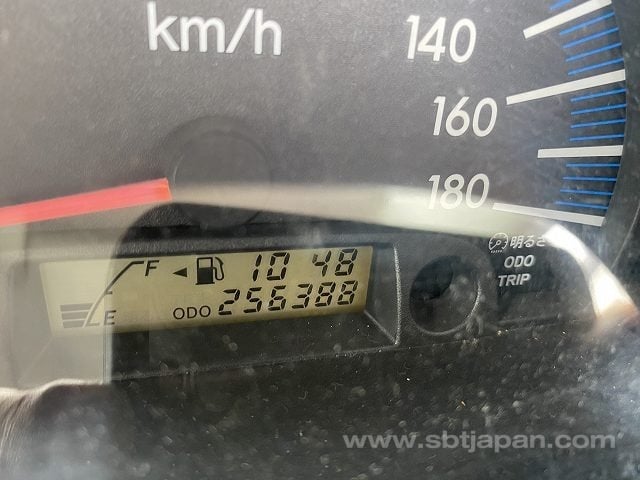 km/h
140
160
180
明るさ
ODO
TRIP
F
10 48
E
ODO 256388
www.sbtjapan.com